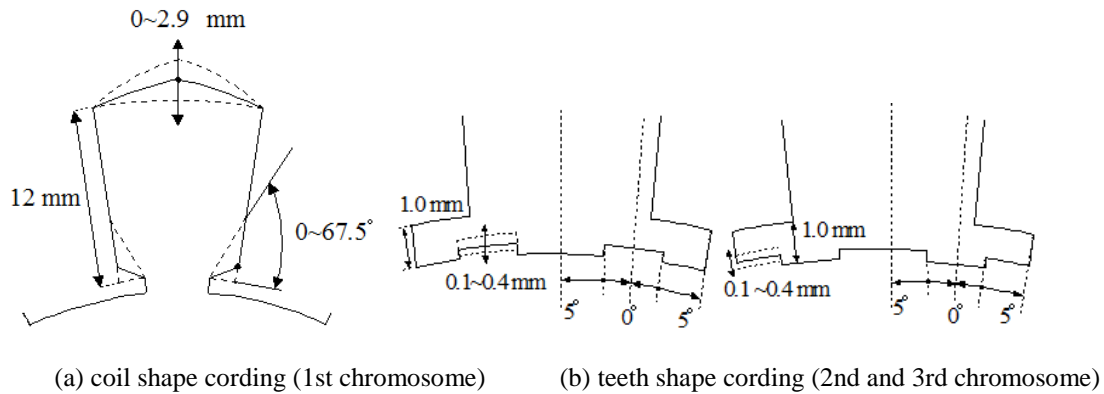 0~2.9 mm
12 mm
0~67.5°
1.0 mm
0.1~0.4 mm
5°
0°
5°
1.0 mm
0.1~0.4 mm
5°
0°
5°
(a) coil shape cording (1st chromosome)
(b) teeth shape cording (2nd and 3rd chromosome)